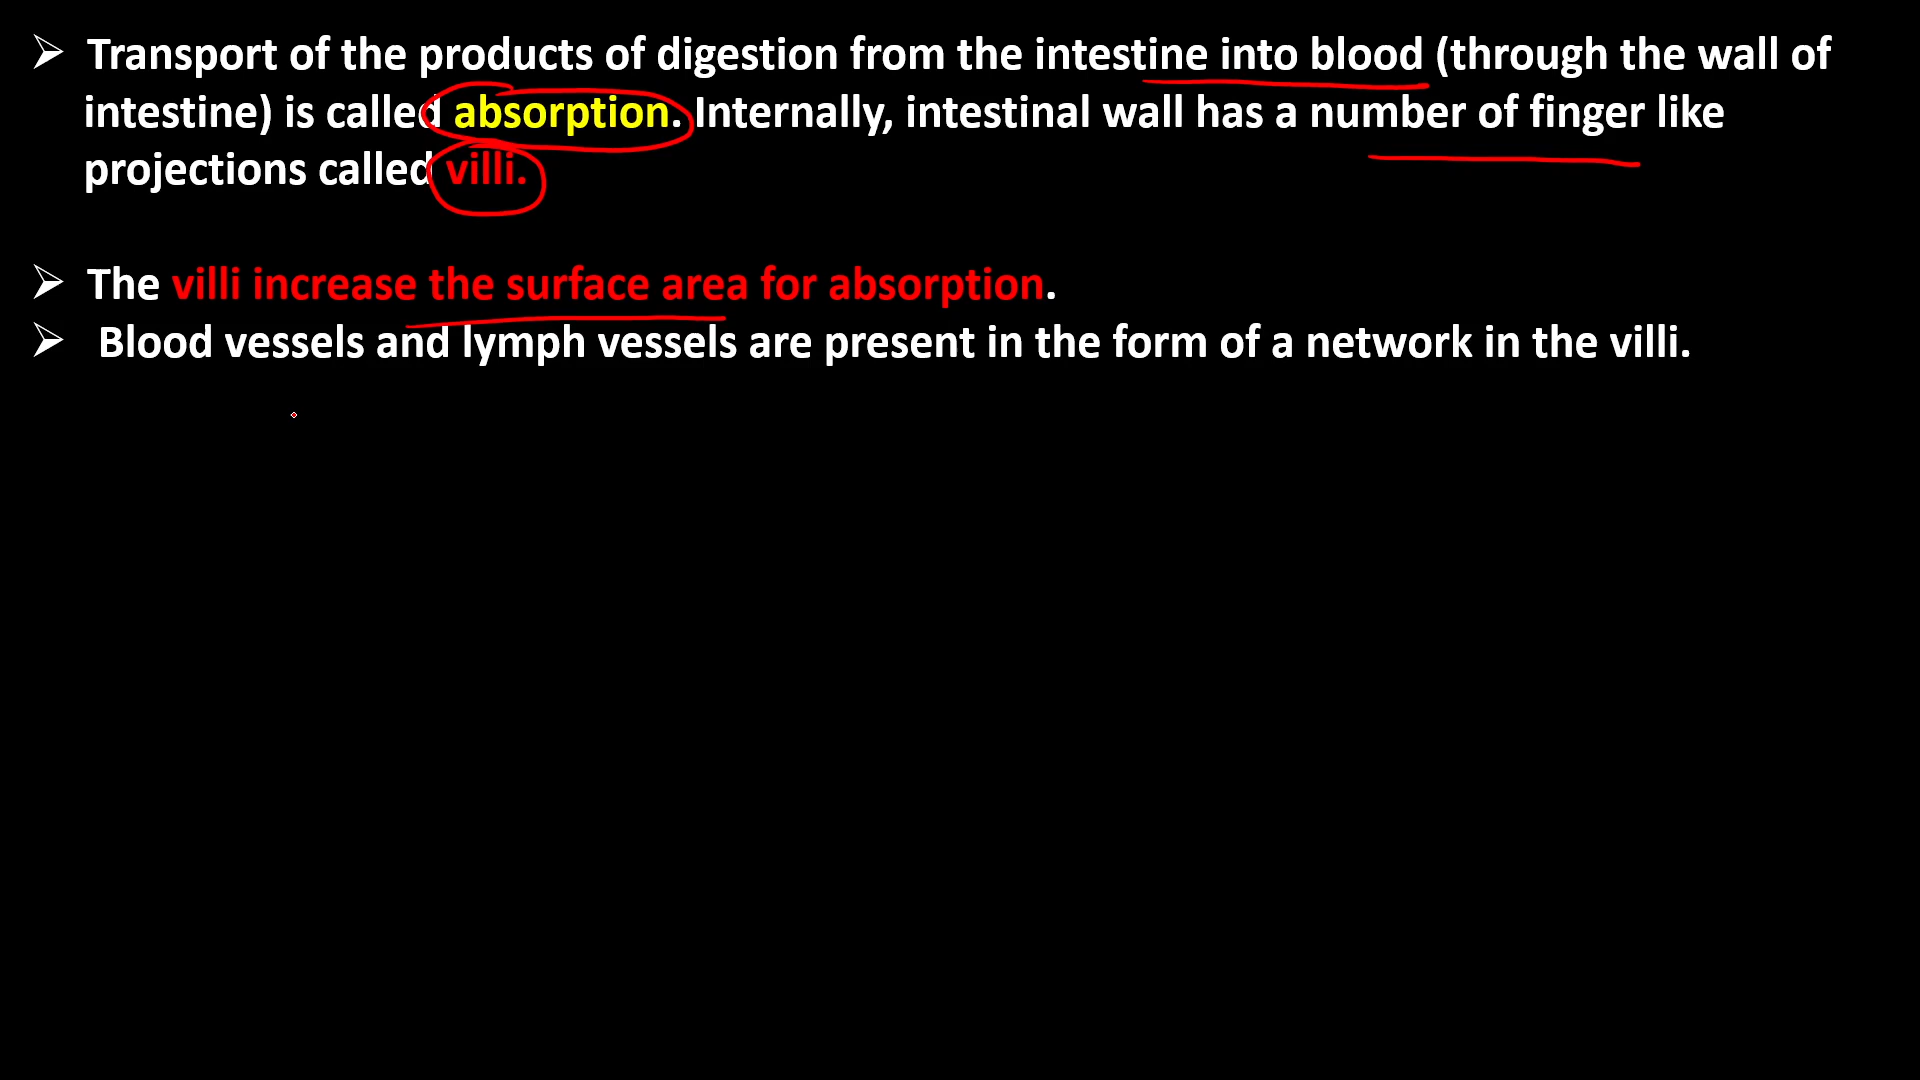 ➢ Transport of the products of digestion from the intestine into blood (through the wall of
intestine) is called absorption. Internally, intestinal wall has a number of finger like
projections called villi.
➢ The villi increase the surface area for absorption.
➢ Blood vessels and lymph vessels are present in the form of a network in the villi.